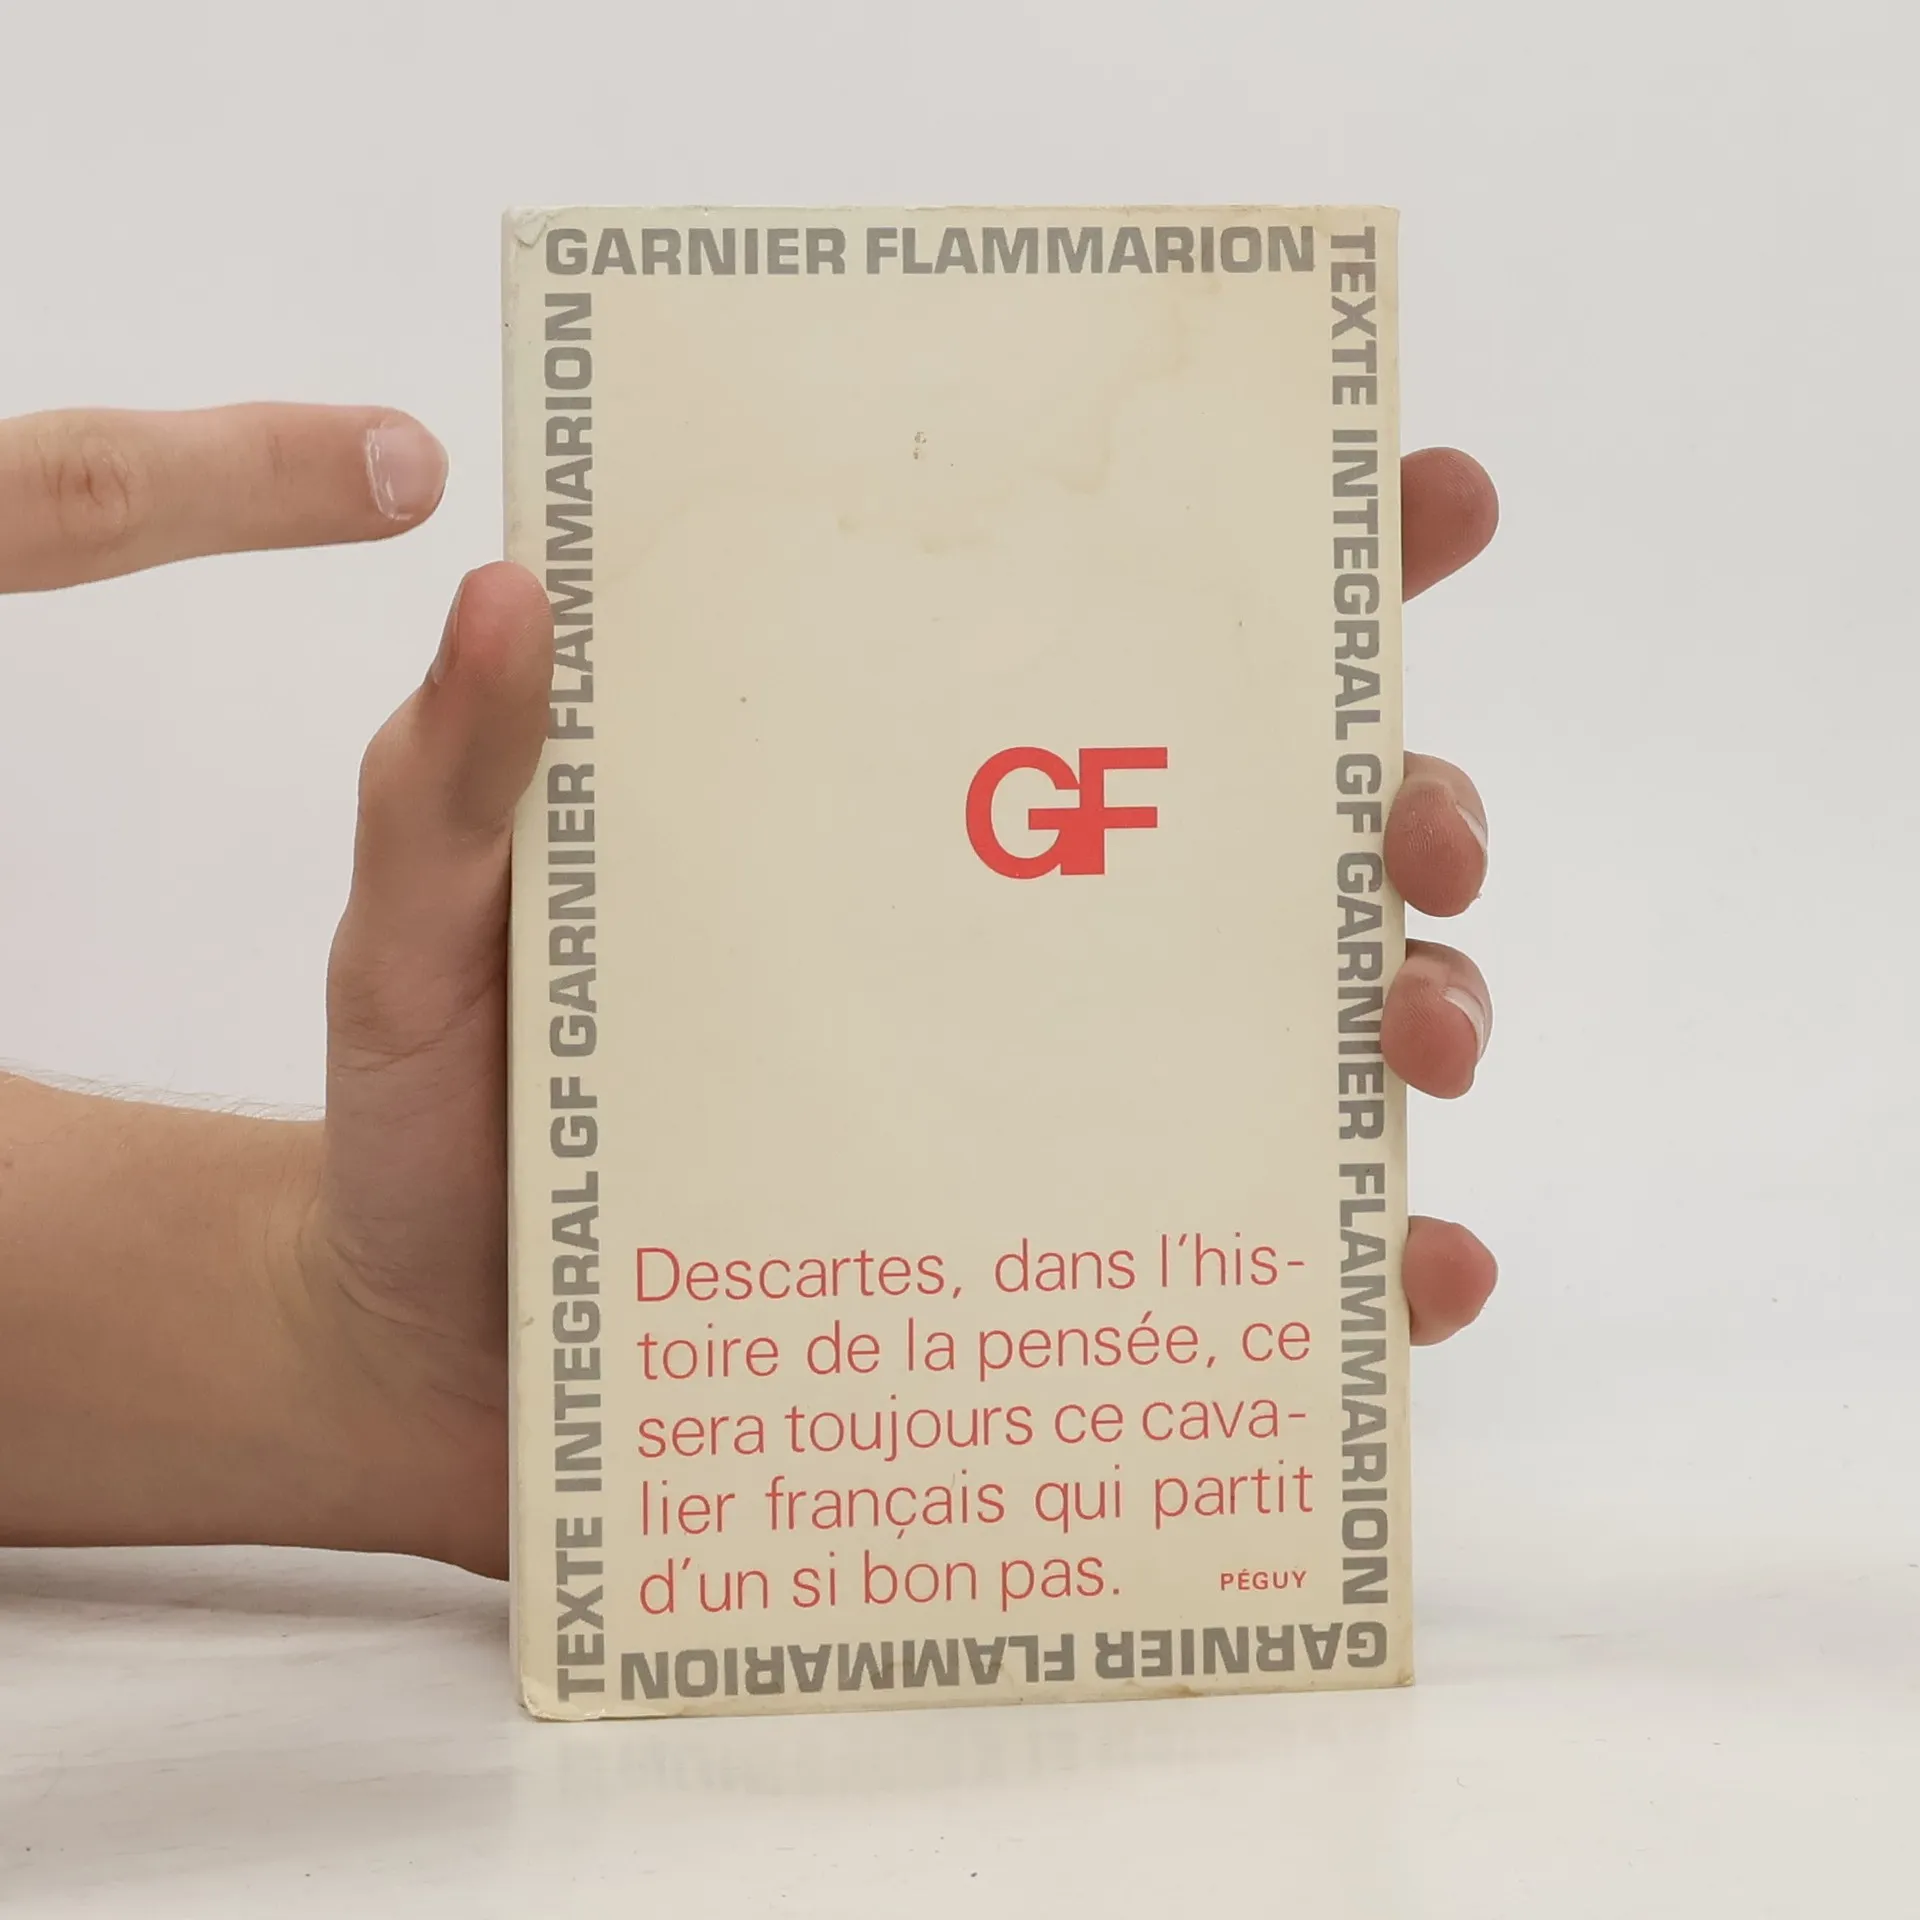 GARNIER FLAMMARION
TEXTE INTEGRAL GF GARNIER FLAMMARION
TEXTE INTEGRAL GF GARNIER FLAMMARION
GF
Descartes, dans l'his-
toire de la pensée, ce
sera toujours ce cava-
lier français qui partit
d'un si bon pas.
PÉGUY
GARNIER FLAMMARION